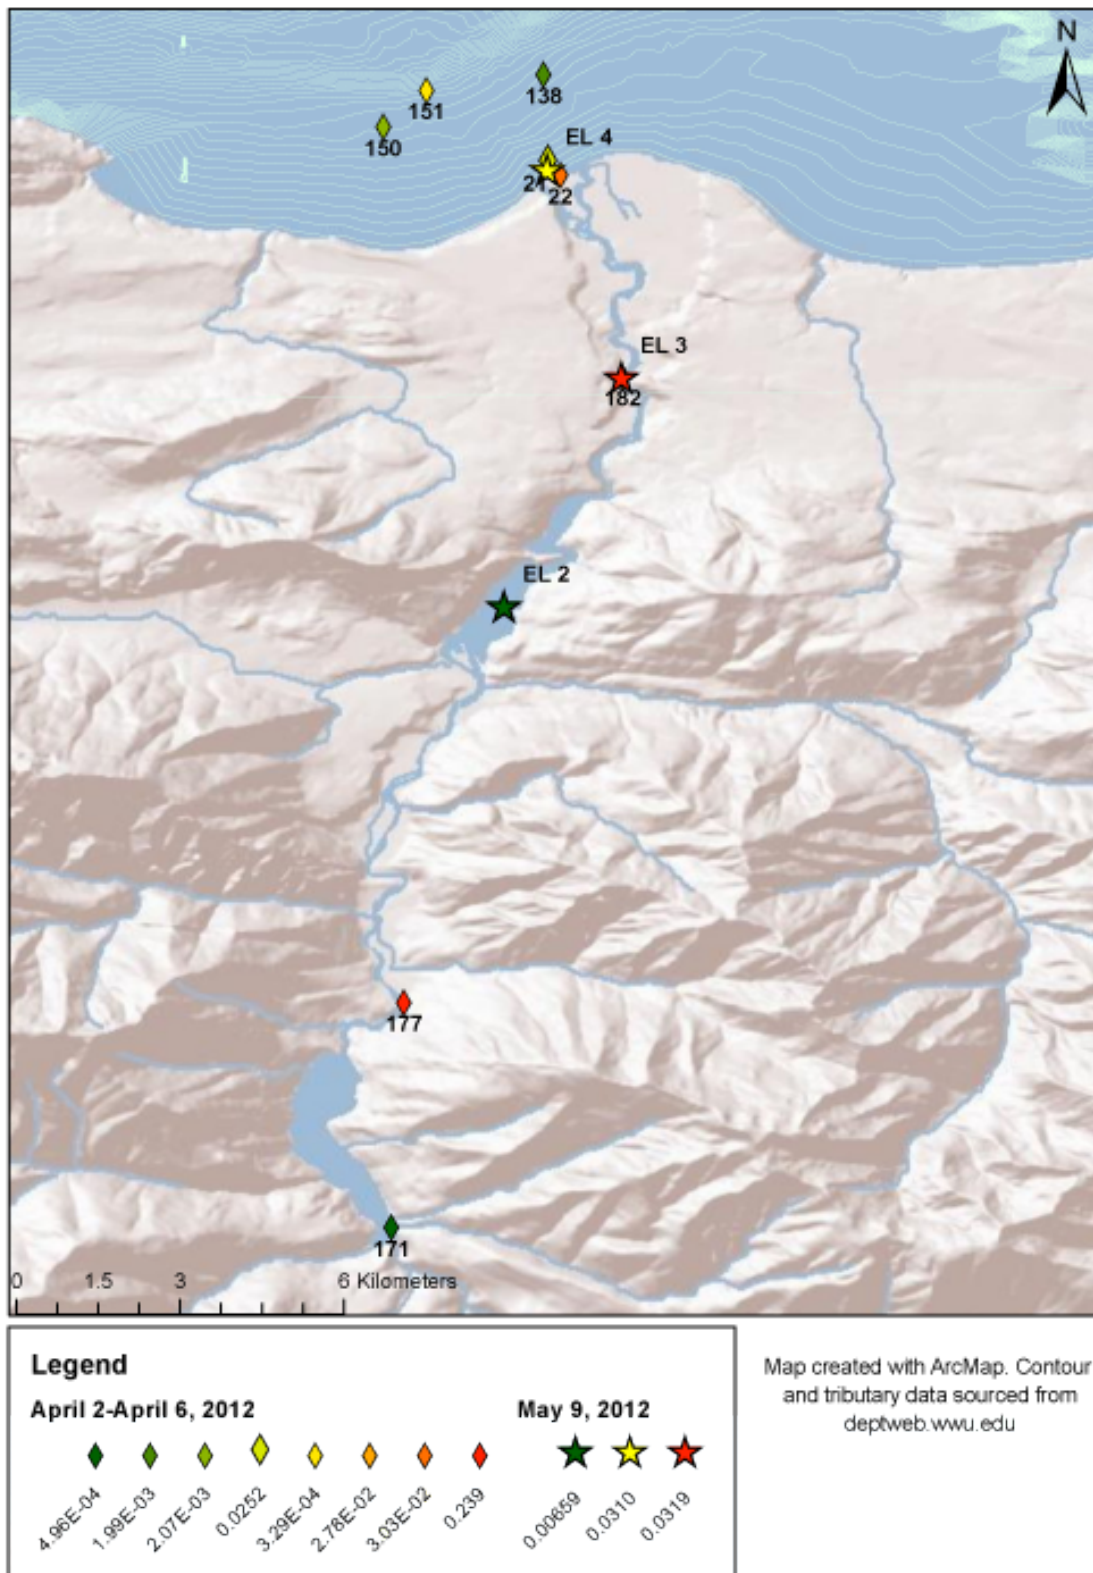 N
151
138
150
EL 4
21
22
EL 3
182
EL 2
177
171
0 1.5 3 6 Kilometers
Legend
April 2-April 6, 2012 May 9, 2012
4.96E-04 1.99E-03 2.07E-03 0.0252 3.29E-04 2.78E-02 3.03E-02 0.239 0.00659 0.0310 0.0319
Map created with ArcMap. Contour
and tributary data sourced from
deptweb.wwu.edu